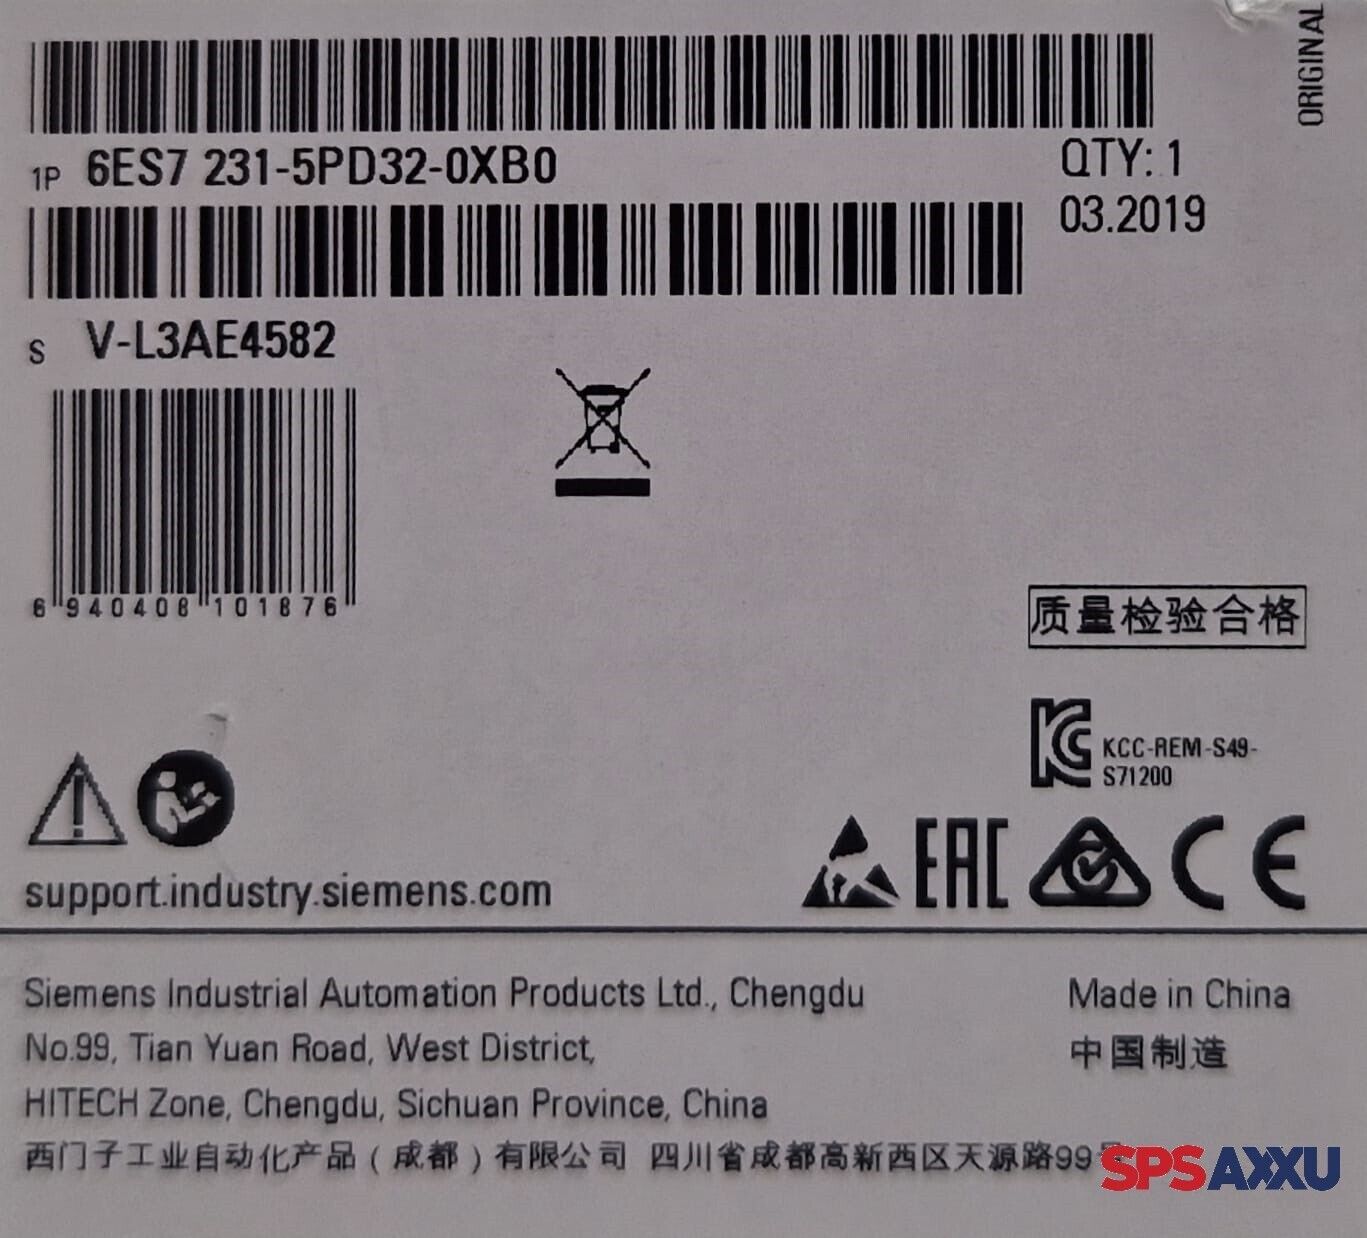 ORIGINAL
1P 6ES7 231-5PD32-0XB0
QTY: 1
03.2019
S V-L3AE4582
6 940408 101876
质量检验合格
KCC-REM-S49-
S71200
EAC
CE
support.industry.siemens.com
Siemens Industrial Automation Products Ltd., Chengdu
Made in China
No.99, Tian Yuan Road, West District,
中国制造
HITECH Zone, Chengdu, Sichuan Province, China
西门子工业自动化产品(成都)有限公司 四川省成都高新西区天源路99号
SPSAXXU